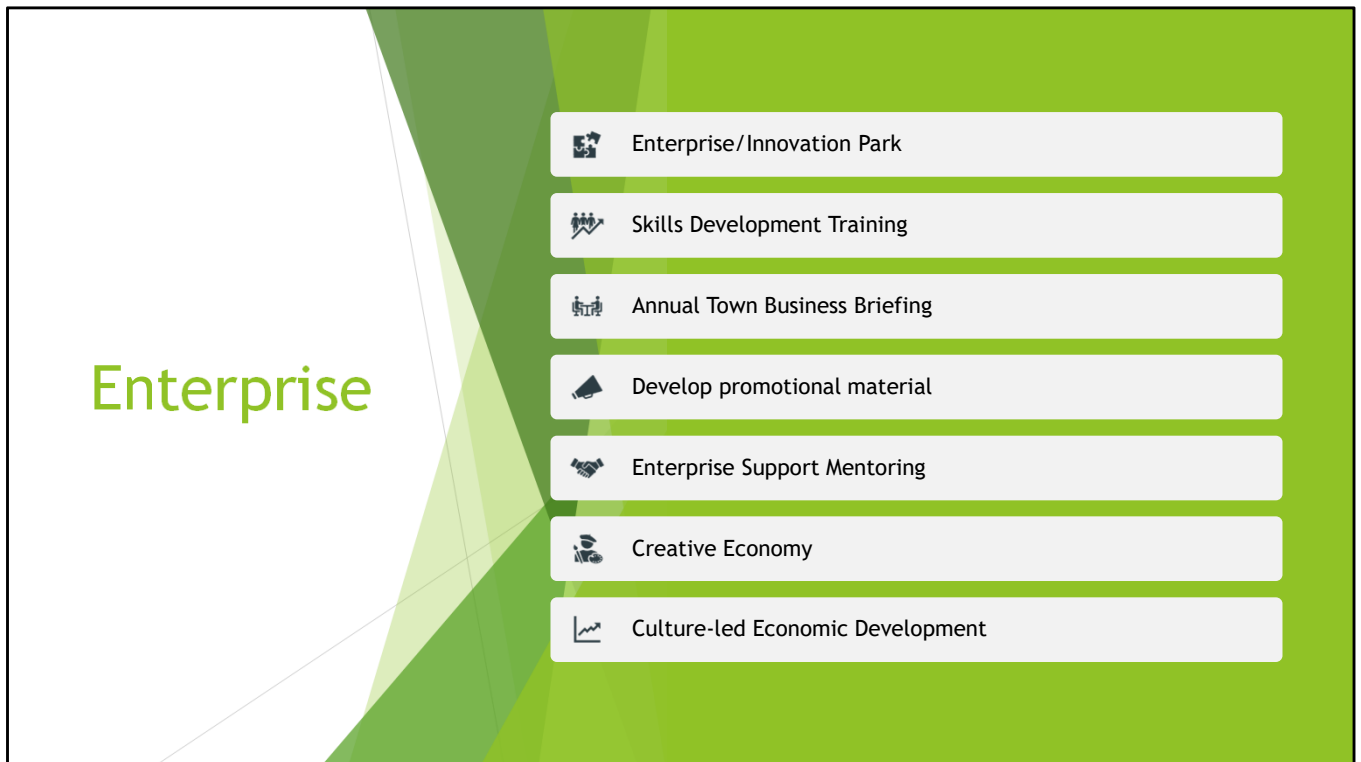 Enterprise
Enterprise/Innovation Park
Skills Development Training
Annual Town Business Briefing
Develop promotional material
Enterprise Support Mentoring
Creative Economy
Culture-led Economic Development